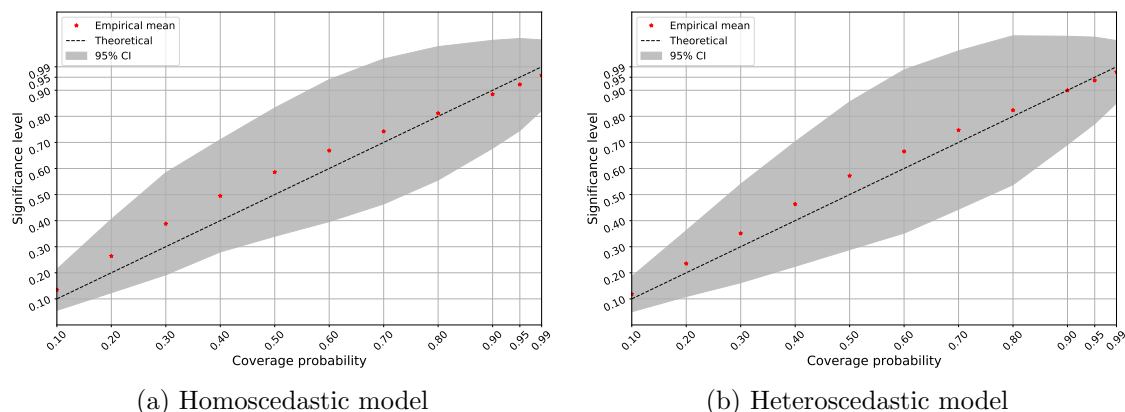 Empirical mean
Theoretical
95% CI
Significance level
0.99
0.95
0.90
0.80
0.70
0.60
0.50
0.40
0.30
0.20
0.10
0.10 0.20 0.30 0.40 0.50 0.60 0.70 0.80 0.90 0.95 0.99
Coverage probability
(a) Homoscedastic model
Empirical mean
Theoretical
95% CI
Significance level
0.99
0.95
0.90
0.80
0.70
0.60
0.50
0.40
0.30
0.20
0.10
0.10 0.20 0.30 0.40 0.50 0.60 0.70 0.80 0.90 0.95 0.99
Coverage probability
(b) Heteroscedastic model